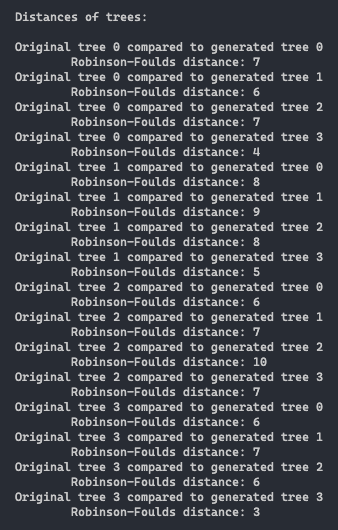 Distances of trees:
Original tree 0 compared to generated tree 0
Robinson-Foulds distance: 7
Original tree 0 compared to generated tree 1
Robinson-Foulds distance: 6
Original tree 0 compared to generated tree 2
Robinson-Foulds distance: 7
Original tree 0 compared to generated tree 3
Robinson-Foulds distance: 4
Original tree 1 compared to generated tree 0
Robinson-Foulds distance: 8
Original tree 1 compared to generated tree 1
Robinson-Foulds distance: 9
Original tree 1 compared to generated tree 2
Robinson-Foulds distance: 8
Original tree 1 compared to generated tree 3
Robinson-Foulds distance: 5
Original tree 2 compared to generated tree 0
Robinson-Foulds distance: 6
Original tree 2 compared to generated tree 1
Robinson-Foulds distance: 7
Original tree 2 compared to generated tree 2
Robinson-Foulds distance: 10
Original tree 2 compared to generated tree 3
Robinson-Foulds distance: 7
Original tree 3 compared to generated tree 0
Robinson-Foulds distance: 6
Original tree 3 compared to generated tree 1
Robinson-Foulds distance: 7
Original tree 3 compared to generated tree 2
Robinson-Foulds distance: 6
Original tree 3 compared to generated tree 3
Robinson-Foulds distance: 3